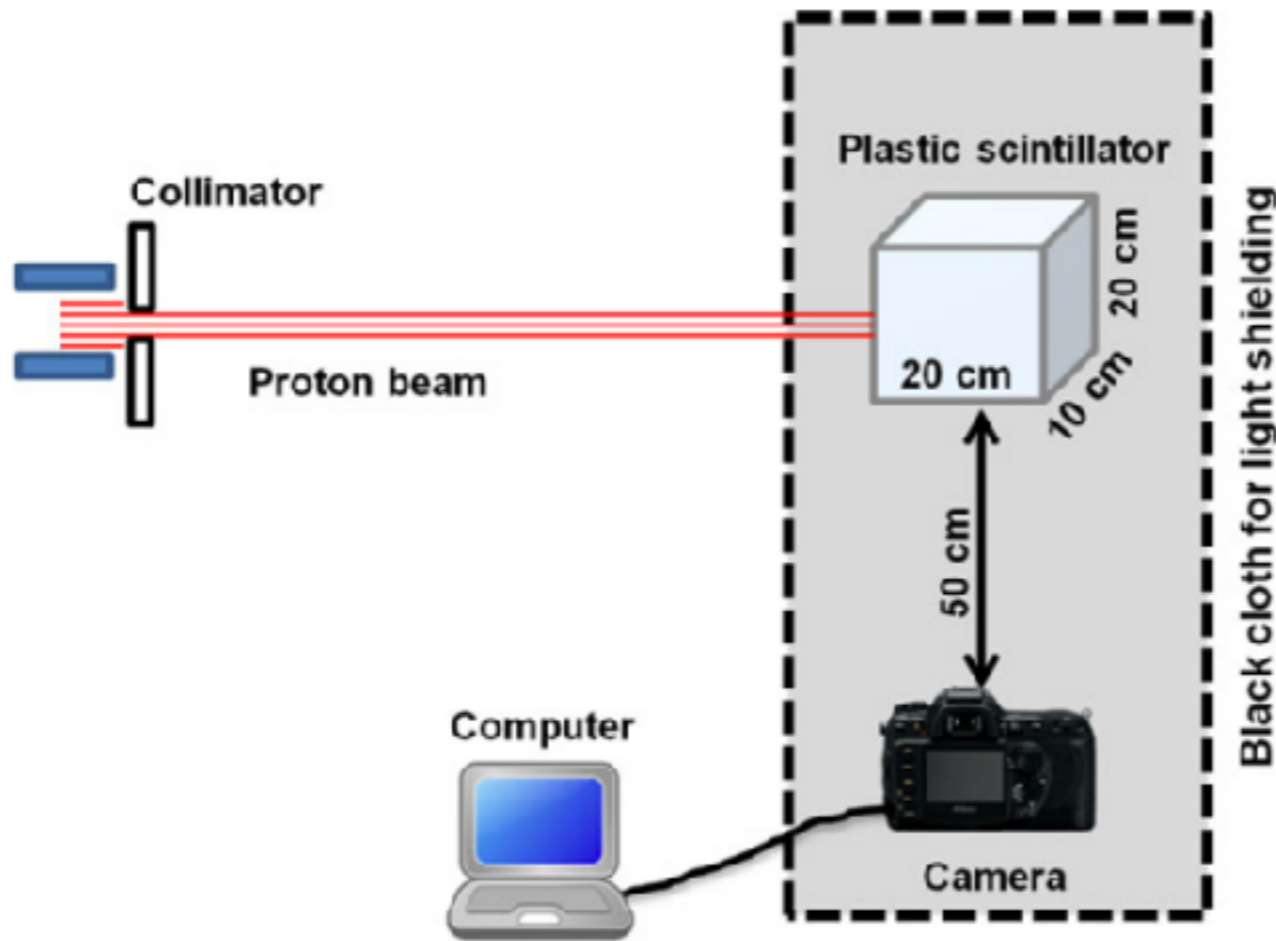 Plastic scintillator
Collimator
20 cm
Proton beam
20 cm
10 cm
Black cloth for light shielding
50 cm
Computer
Camera